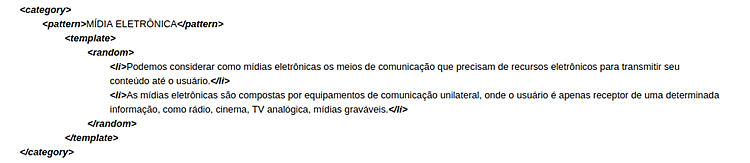 <category>
<pattern>MÍDIA ELETRÔNICA</pattern>
<template>
<random>
<li>Podemos considerar como mídias eletrônicas os meios de comunicação que precisam de recursos eletrônicos para transmitir seu
conteúdo até o usuário.</li>
<li>As mídias eletrônicas são compostas por equipamentos de comunicação unilateral, onde o usuário é apenas receptor de uma determinada
informação, como rádio, cinema, TV analógica, mídias graváveis.</li>
</random>
</template>
</category>